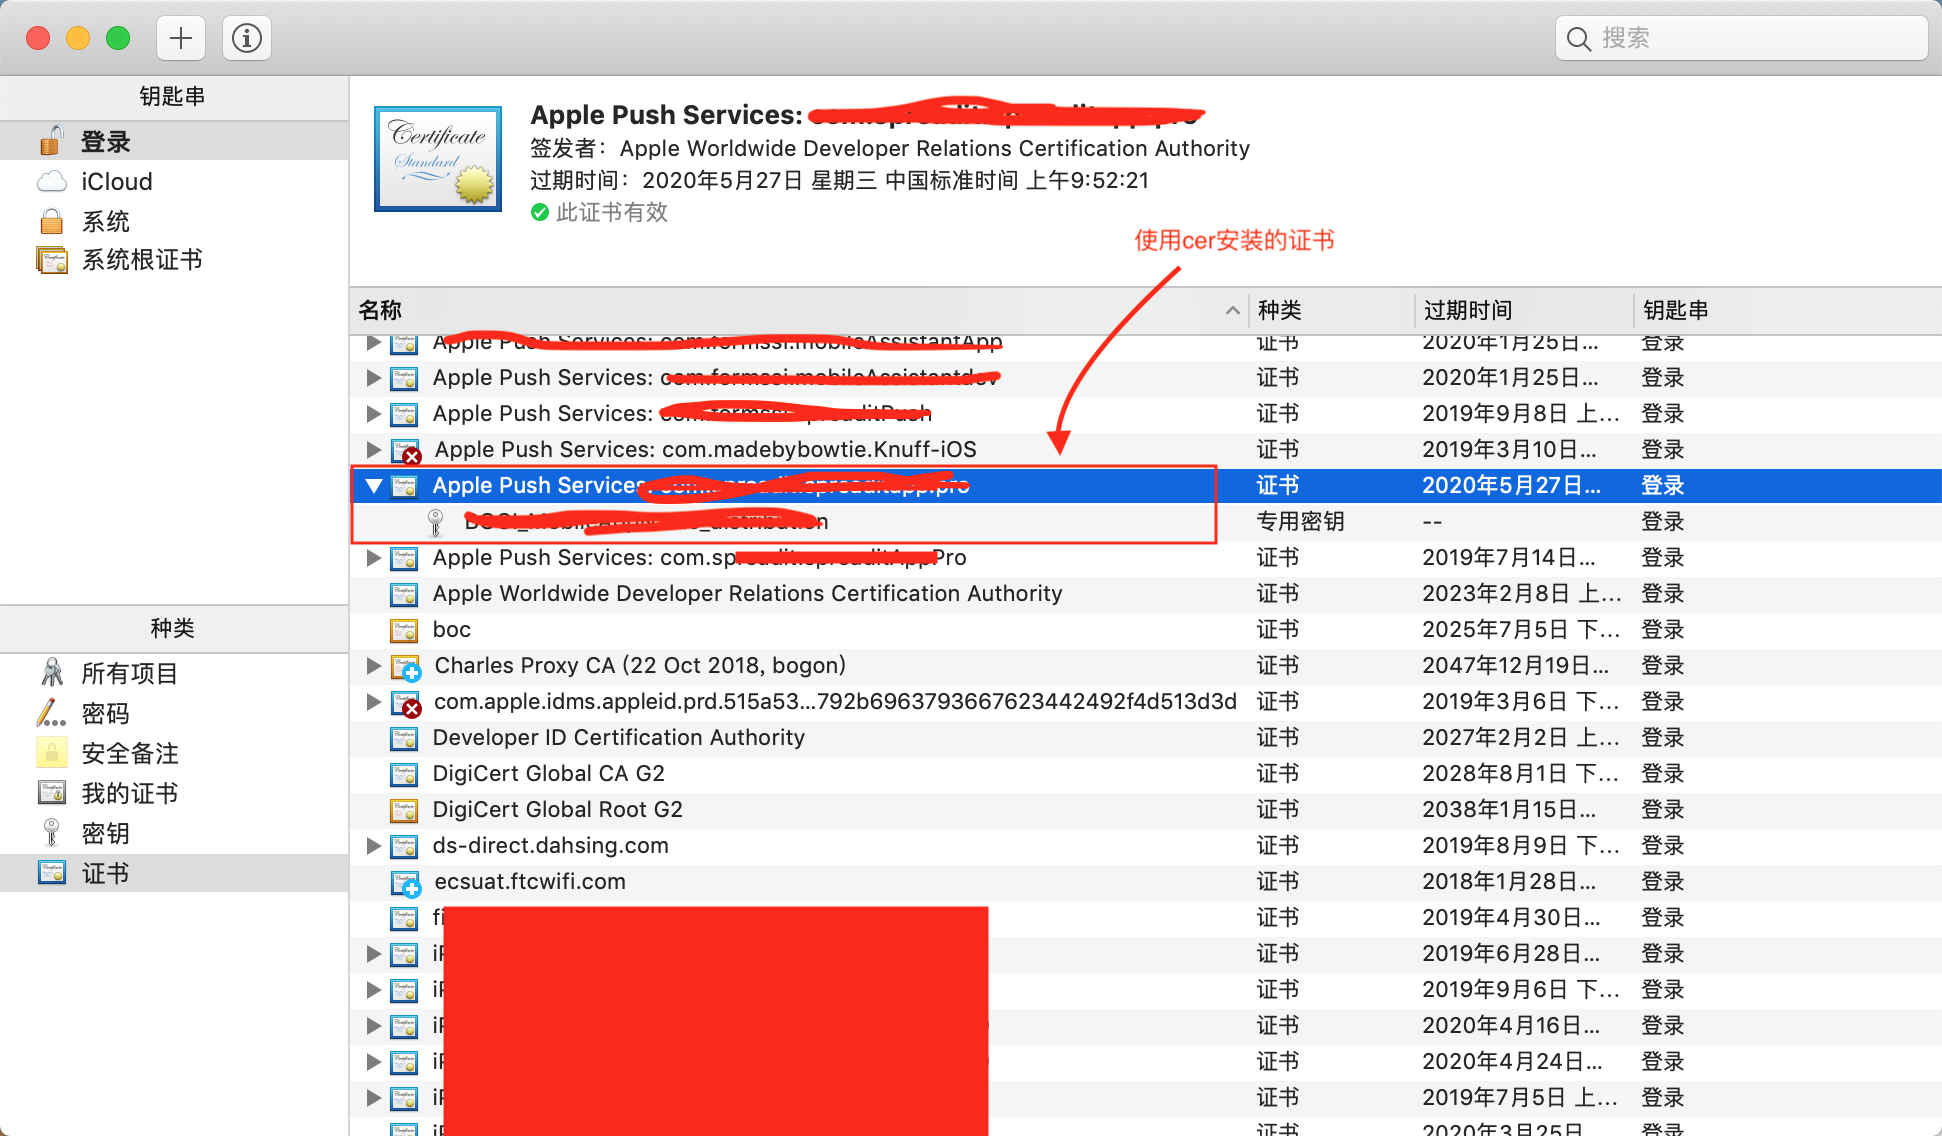 搜索
钥匙串
登录
iCloud
系统
系统根证书
种类
所有项目
密码
安全备注
我的证书
密钥
证书
Certificate
Standard
Apple Push Services:
签发者：Apple Worldwide Developer Relations Certification Authority
过期时间：2020年5月27日 星期三 中国标准时间 上午9:52:21
此证书有效
使用cer安装的证书
名称 种类 过期时间 钥匙串
Apple Push Services: com.formssi.mobileAssistantApp 证书 2020年1月25日... 登录
Apple Push Services: 证书 2020年1月25日... 登录
Apple Push Services: 证书 2019年9月8日 上... 登录
Apple Push Services: com.madebybowtie.Knuff-iOS 证书 2019年3月10日... 登录
Apple Push Services: 证书 2020年5月27日... 登录
专用密钥 -- 登录
Apple Push Services: com.sp Pro 证书 2019年7月14日... 登录
Apple Worldwide Developer Relations Certification Authority 证书 2023年2月8日 上... 登录
boc 证书 2025年7月5日 下... 登录
Charles Proxy CA (22 Oct 2018, bogon) 证书 2047年12月19日... 登录
com.apple.idms.appleid.prd.515a53...792b6963793667623442492f4d513d3d 证书 2019年3月6日 下... 登录
Developer ID Certification Authority 证书 2027年2月2日 上... 登录
DigiCert Global CA G2 证书 2028年8月1日 下... 登录
DigiCert Global Root G2 证书 2038年1月15日... 登录
ds-direct.dahsing.com 证书 2019年8月9日 下... 登录
ecsuat.ftcwifi.com 证书 2018年1月28日... 登录
证书 2019年4月30日... 登录
证书 2019年6月28日... 登录
证书 2019年9月6日 下... 登录
证书 2020年4月16日... 登录
证书 2020年4月24日... 登录
证书 2019年7月5日 上... 登录
证书 2020年3月25日 登录